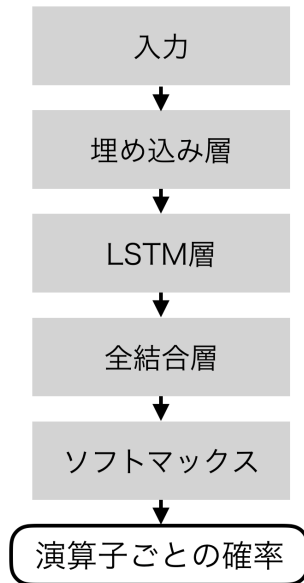 入力
埋め込み層
LSTM層
全結合層
ソフトマックス
演算子ごとの確率